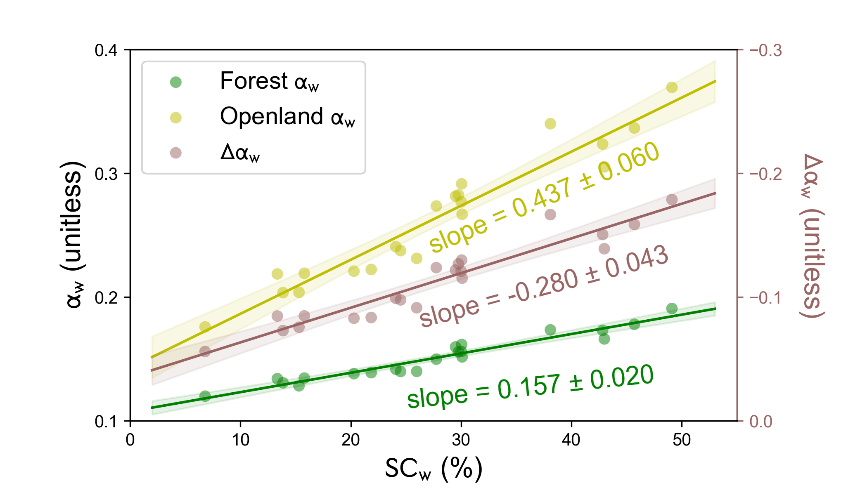 0.4
0.3
0.2
0.1
αw (unitless)
Forest αw
Openland αw
Δαw
slope = 0.437 ± 0.060
slope = -0.280 ± 0.043
slope = 0.157 ± 0.020
−0.3
−0.2
−0.1
0.0
Δαw (unitless)
0 10 20 30 40 50
SCw (%)